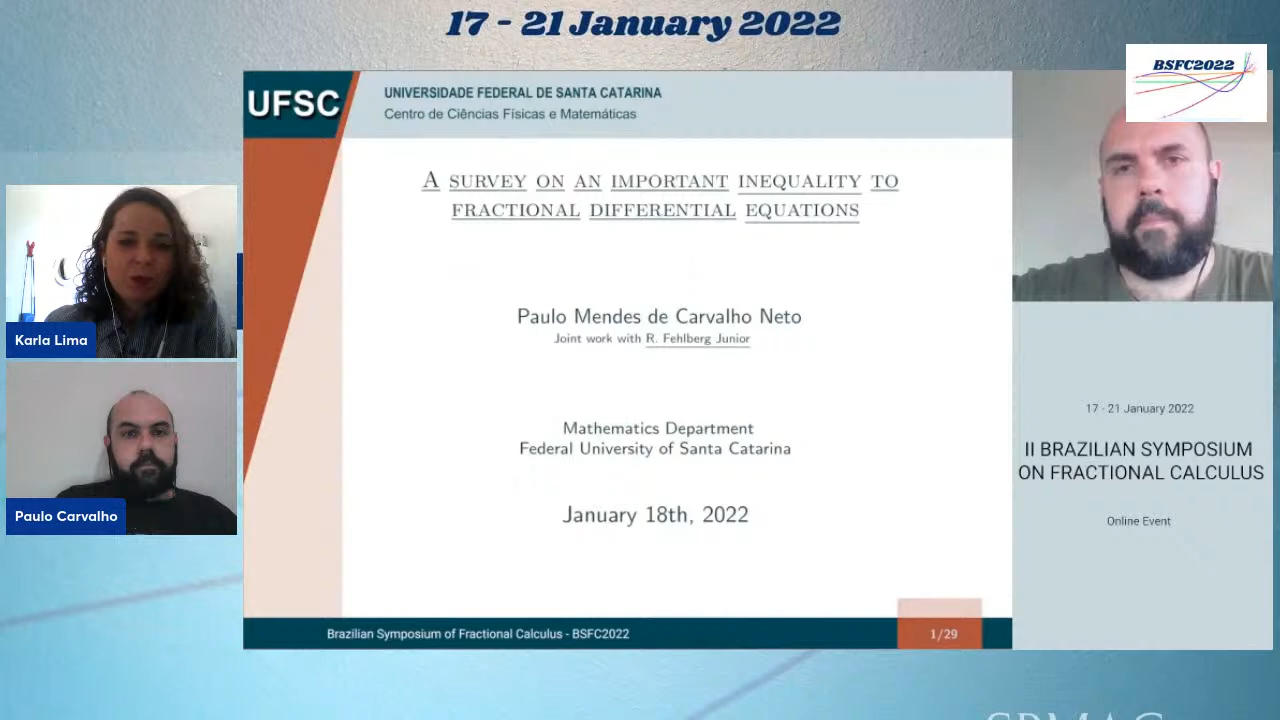 17 - 21 January 2022
BSFC2022
UFSC
UNIVERSIDADE FEDERAL DE SANTA CATARINA
Centro de Ciências Físicas e Matemáticas
A SURVEY ON AN IMPORTANT INEQUALITY TO
FRACTIONAL DIFFERENTIAL EQUATIONS
Paulo Mendes de Carvalho Neto
Joint work with R. Fehlberg Junior
Mathematics Department
Federal University of Santa Catarina
January 18th, 2022
Brazilian Symposium of Fractional Calculus - BSFC2022
1/29
Karla Lima
Paulo Carvalho
17 - 21 January 2022
II BRAZILIAN SYMPOSIUM
ON FRACTIONAL CALCULUS
Online Event